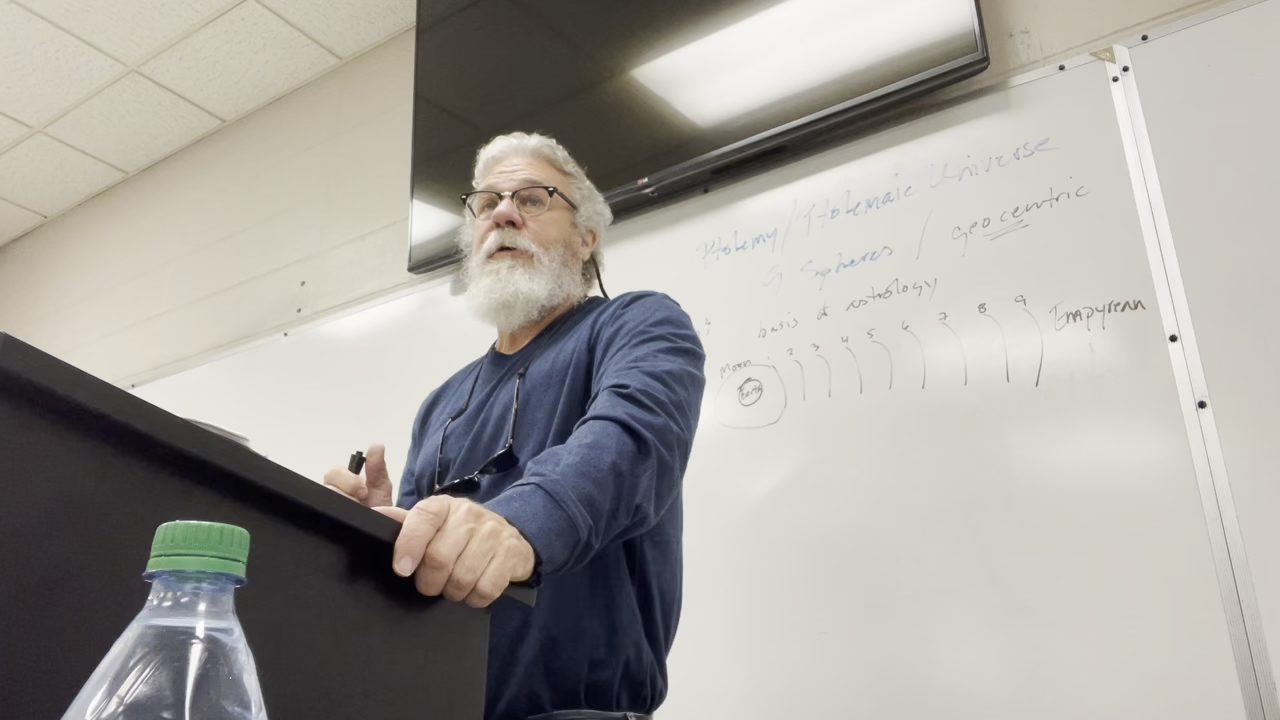 Ptolemy / Ptolemaic Universe
9 Spheres / geocentric
basis of astrology
Moon 2 3 4 5 6 7 8 9 Empyrean
Earth